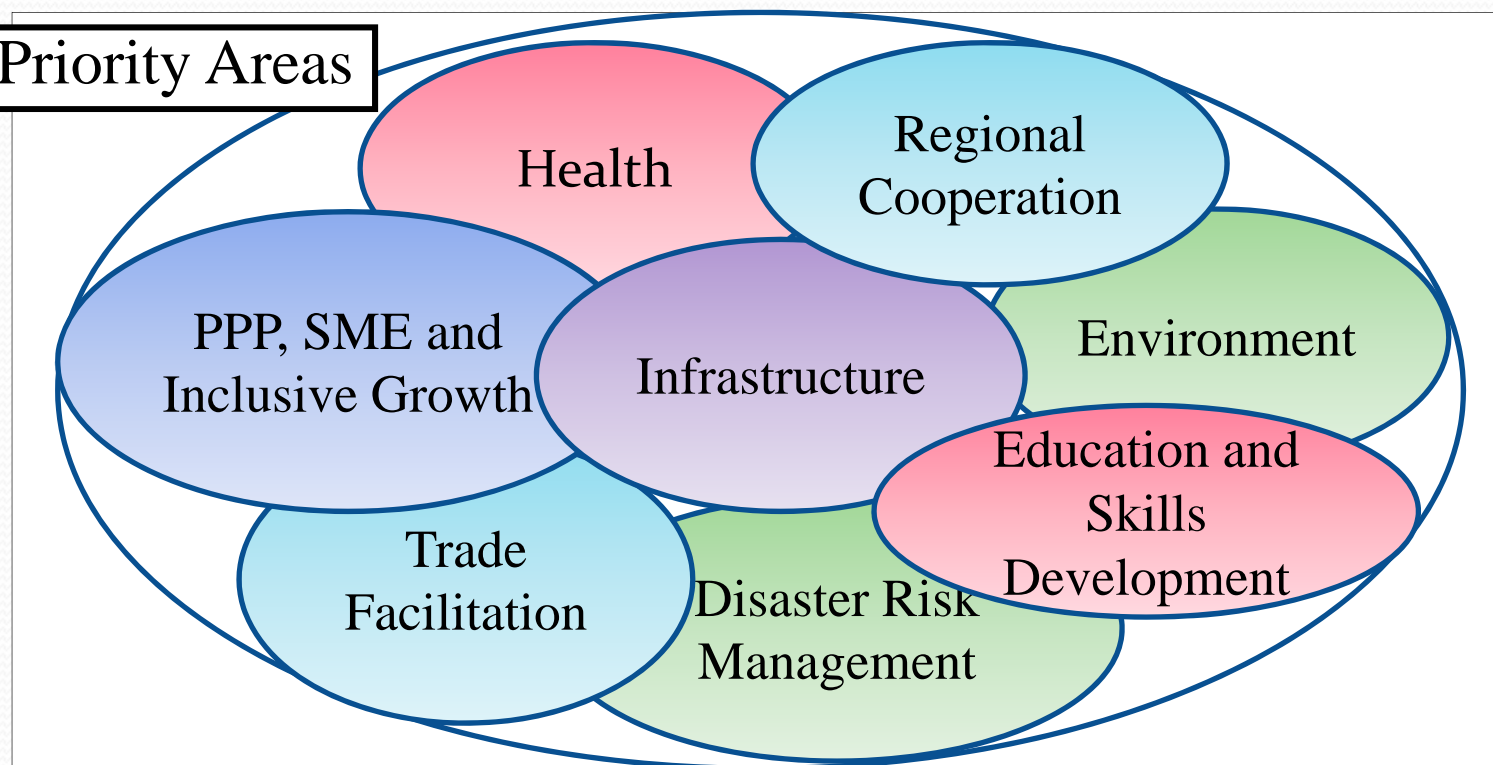 Priority Areas
Health
Regional
Cooperation
PPP, SME and
Inclusive Growth
Infrastructure
Environment
Education and
Skills
Development
Trade
Facilitation
Disaster Risk
Management